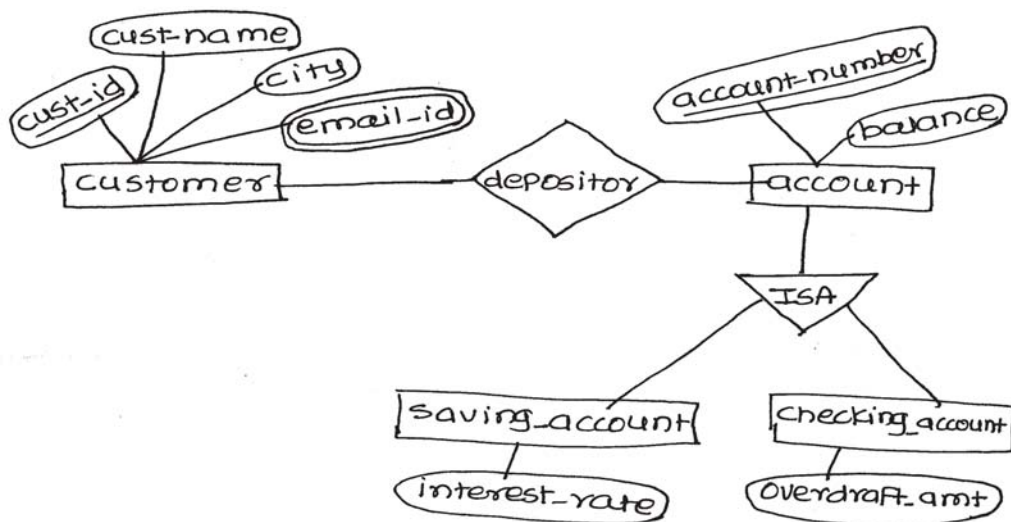 cust-name
cust-id
city
email_id
customer
depositor
account-number
balance
account
ISA
saving_account
checking_account
interest_rate
overdraft_amt